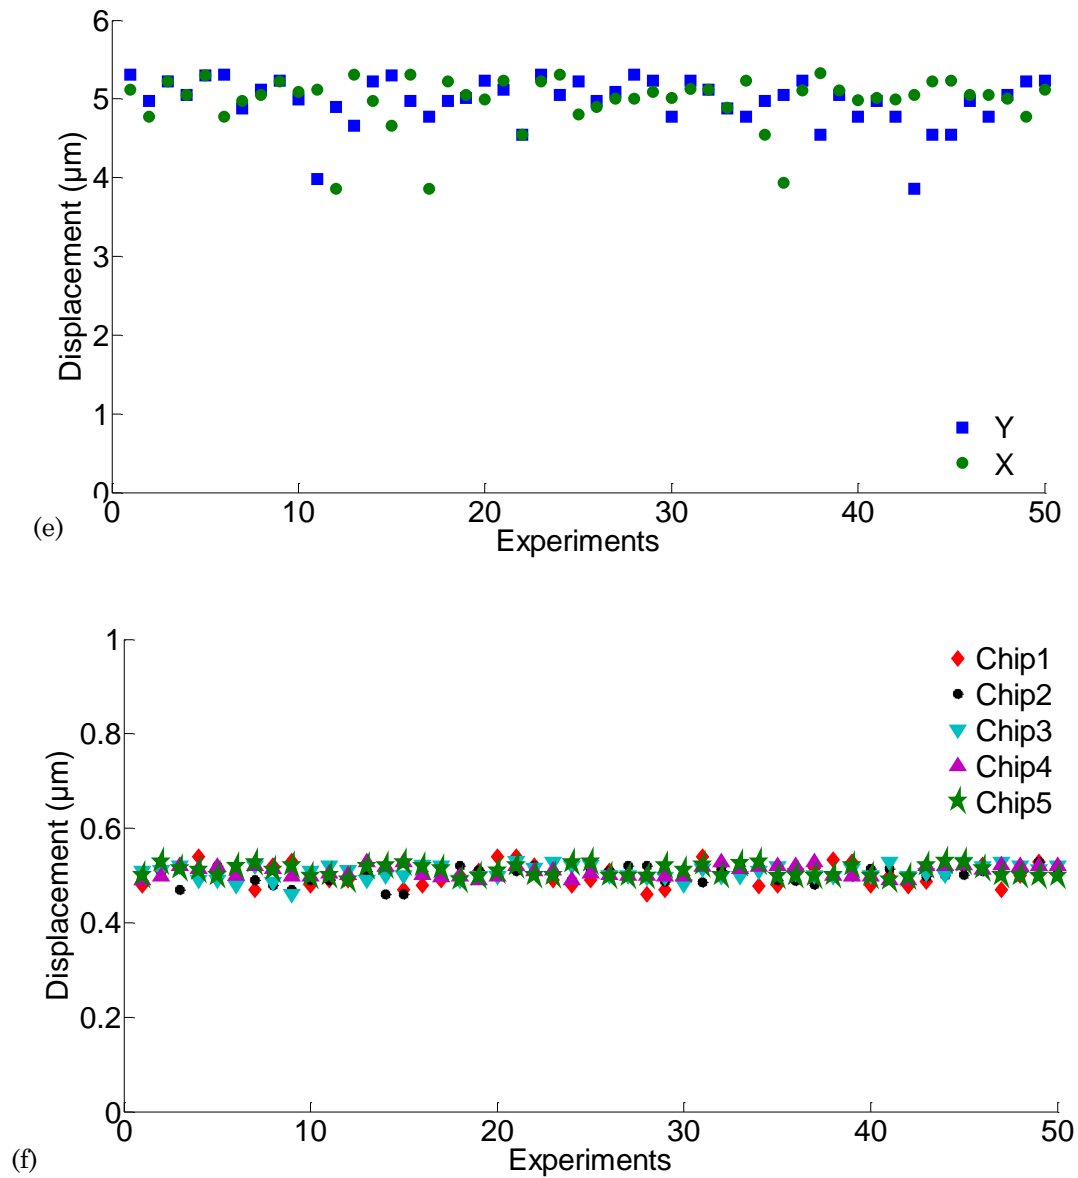 6
5
4
3
2
1
0
Displacement (µm)
Y
X
0 10 20 30 40 50
Experiments
(e)
1
0.8
0.6
0.4
0.2
0
Displacement (µm)
Chip1
Chip2
Chip3
Chip4
Chip5
0 10 20 30 40 50
Experiments
(f)